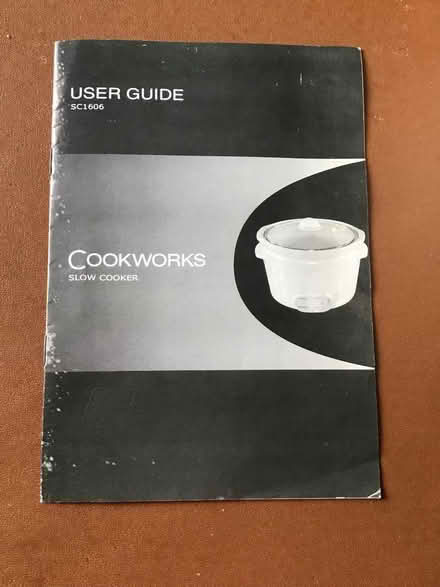 USER GUIDE
SC1606
COOKWORKS
SLOW COOKER